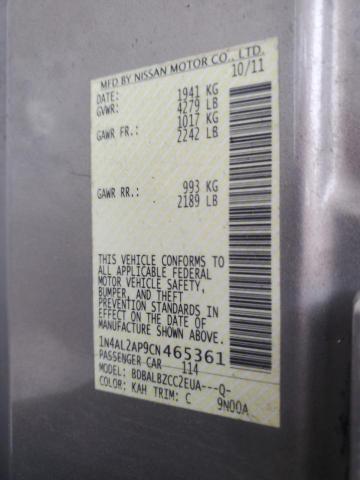 MFD BY NISSAN MOTOR CO., LTD.
DATE: 10/11
GVWR: 1941 KG
4279 LB
GAWR FR.: 1017 KG
2242 LB
GAWR RR.: 993 KG
2189 LB
THIS VEHICLE CONFORMS TO
ALL APPLICABLE FEDERAL
MOTOR VEHICLE SAFETY,
BUMPER, AND THEFT
PREVENTION STANDARDS IN
EFFECT ON THE DATE OF
MANUFACTURE SHOWN ABOVE.
1N4AL2AP9CN465361
PASSENGER CAR 114
MODEL: BDBALBZCC2EUA---Q-
COLOR: KAH TRIM: C 9N00A